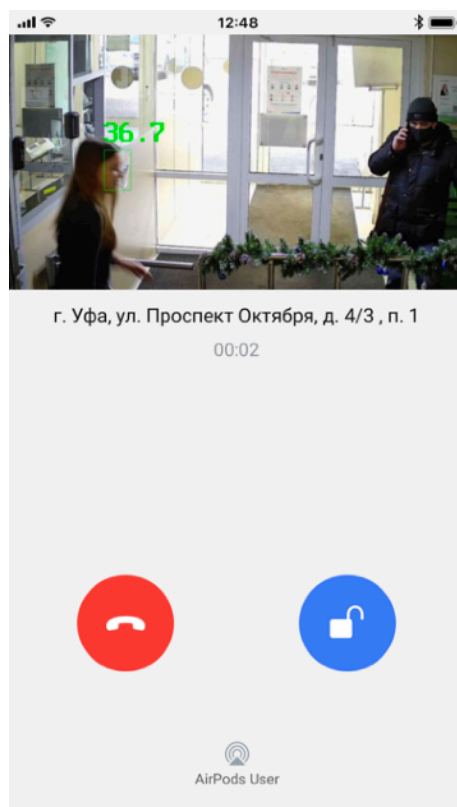 12:48
36.7
г. Уфа, ул. Проспект Октября, д. 4/3 , п. 1
00:02
AirPods User